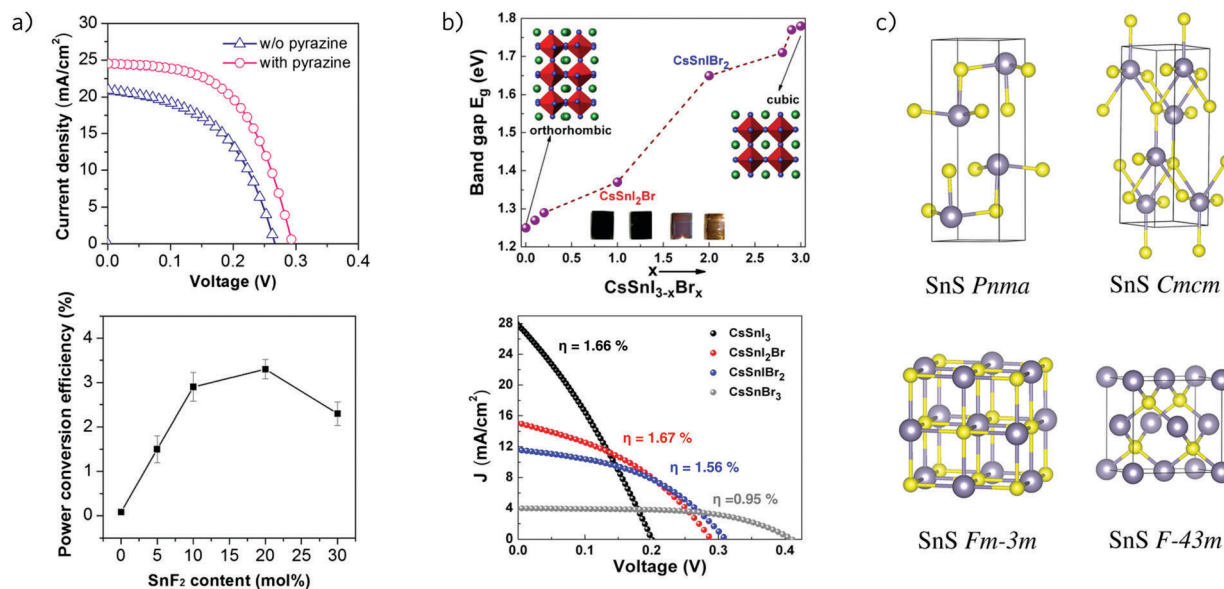 a)
Current density (mA/cm²)
30
25
20
15
10
5
0
w/o pyrazine
with pyrazine
0.0 0.1 0.2 0.3 0.4
Voltage (V)
Power conversion efficiency (%)
4
3
2
1
0
0 5 10 20 30
SnF₂ content (mol%)
b)
Band gap E_g (eV)
1.8
1.7
1.6
1.5
1.4
1.3
1.2
orthorhombic
CsSnIBr₂
cubic
CsSnI₂Br
0.0 0.5 1.0 1.5 2.0 2.5 3.0
x
CsSnI₃₋ₓBrₓ
J (mA/cm²)
28
24
20
16
12
8
4
0
η = 1.66 %
CsSnI₃
CsSnI₂Br
CsSnIBr₂
CsSnBr₃
η = 1.67 %
η = 1.56 %
η =0.95 %
0.0 0.1 0.2 0.3 0.4
Voltage (V)
c)
SnS Pnma
SnS Cmcm
SnS Fm-3m
SnS F-43m